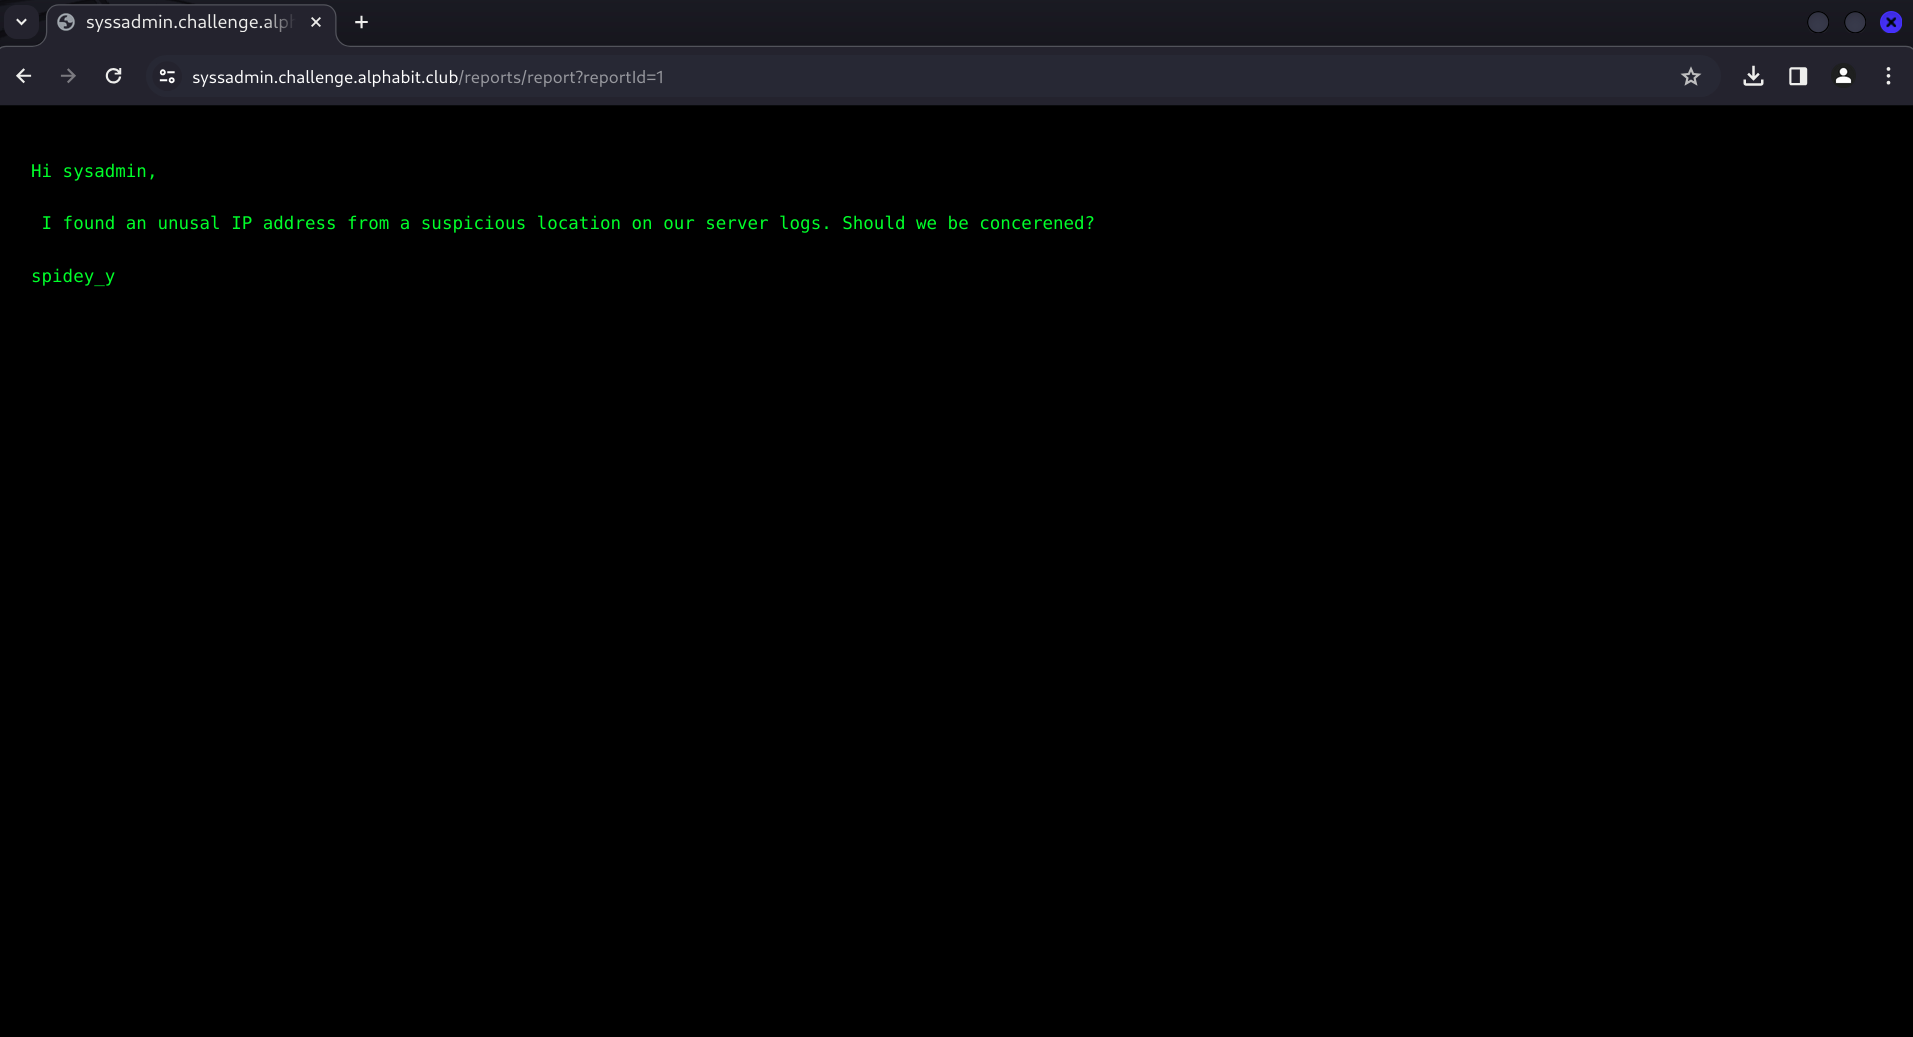 syssadmin.challenge.alph
syssadmin.challenge.alphabit.club/reports/report?reportId=1
Hi sysadmin,
I found an unusal IP address from a suspicious location on our server logs. Should we be concerened?
spidey_y